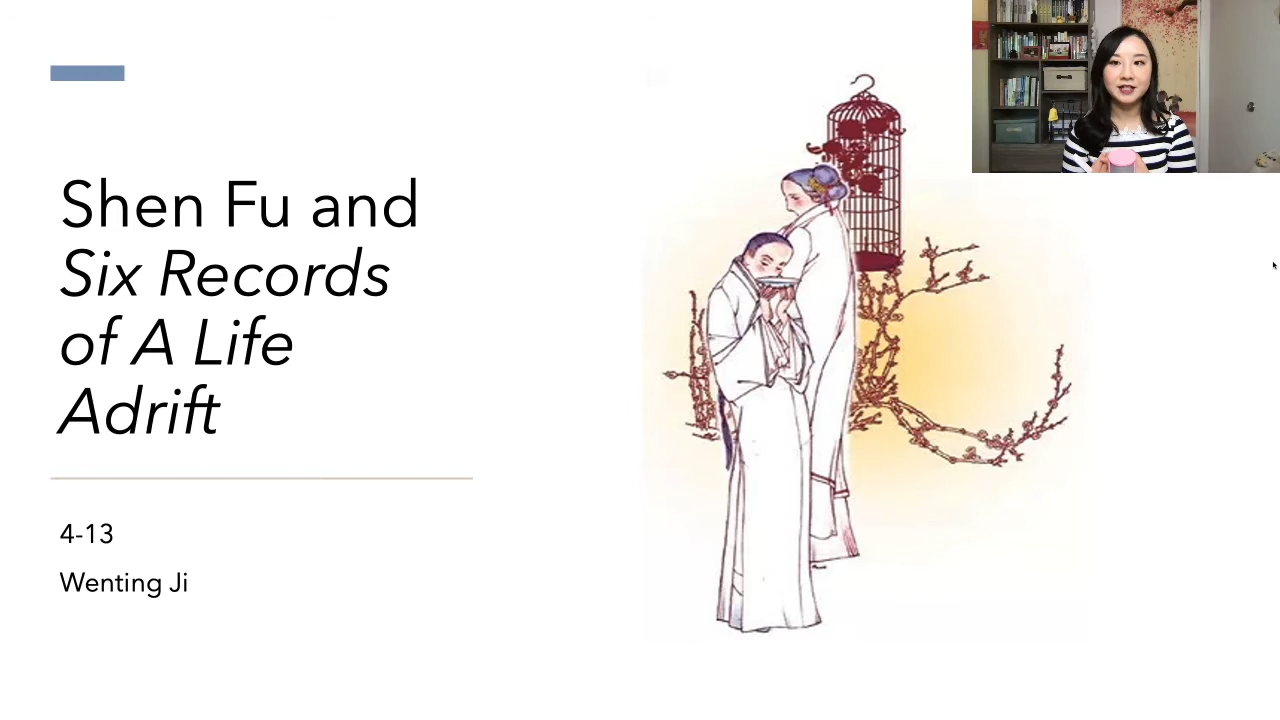 Shen Fu and
Six Records
of A Life
Adrift
4-13
Wenting Ji